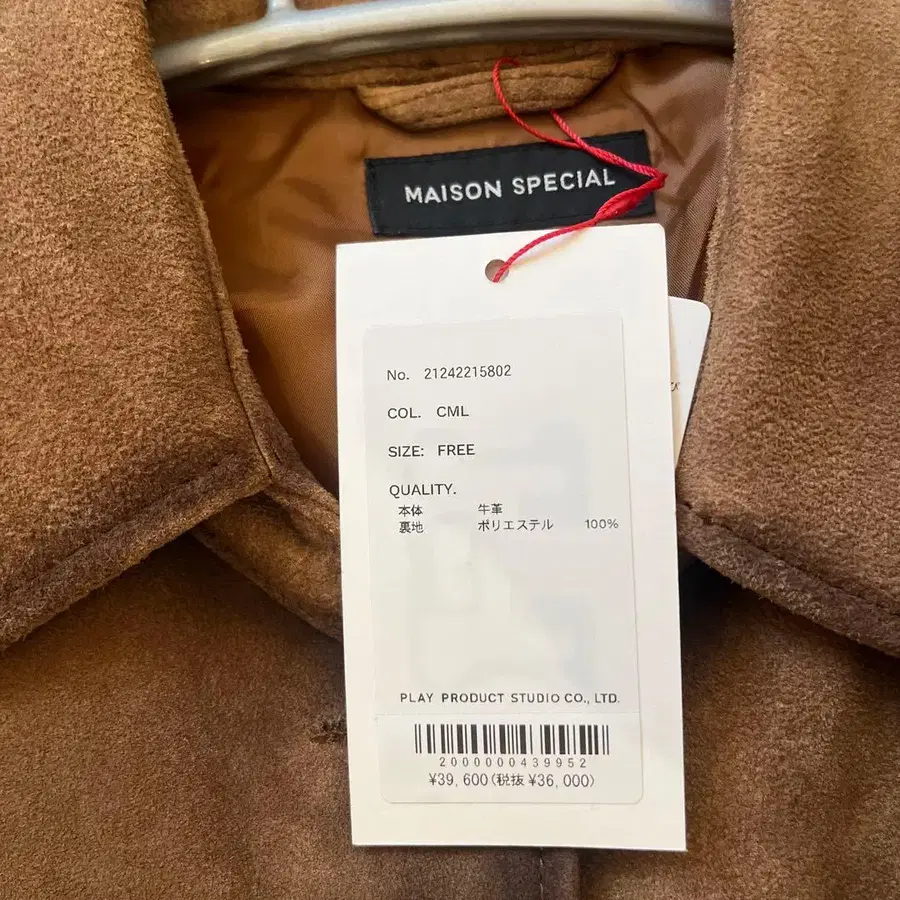 MAISON SPECIAL
No. 21242215802
COL. CML
SIZE: FREE
QUALITY.
本体 牛革
裏地 ポリエステル 100%
PLAY PRODUCT STUDIO CO., LTD.
2000000439952
¥39,600(税抜¥36,000)